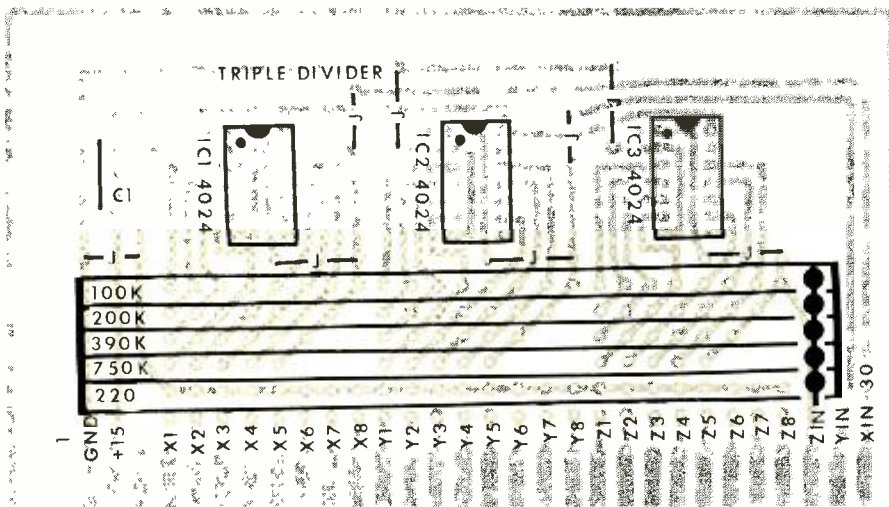 TRIPLE DIVIDER
J
J
J
J
IC1 4024
IC2 4024
IC3 4024
C1
J
J
J
J
100K
200K
390K
750K
220
1
GND
+15
X1
X2
X3
X4
X5
X6
X7
X8
Y1
Y2
Y3
Y4
Y5
Y6
Y7
Y8
Z1
Z2
Z3
Z4
Z5
Z6
Z7
Z8
ZIN
YIN
XIN-30